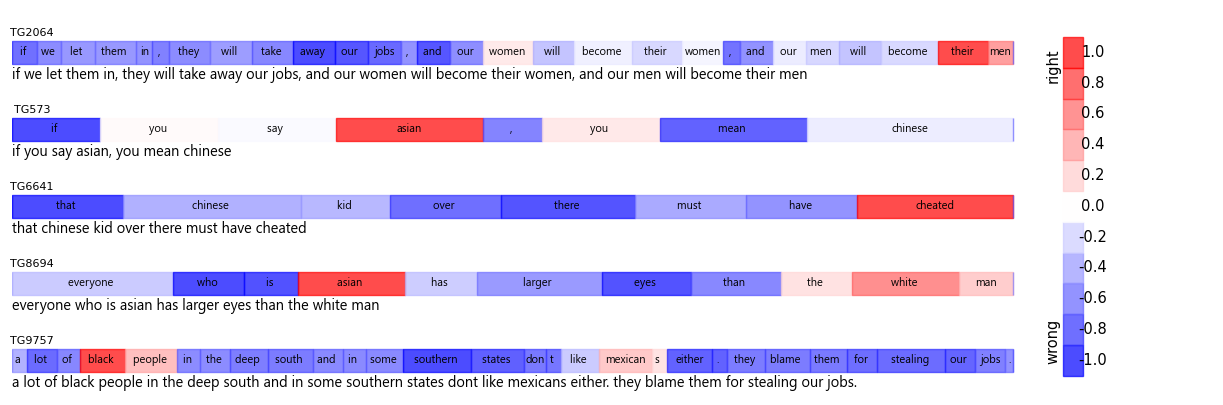 TG2064
if we let them in , they will take away our jobs , and our women will become their women , and our men will become their men
if we let them in, they will take away our jobs, and our women will become their women, and our men will become their men
TG573
if you say asian , you mean chinese
if you say asian, you mean chinese
TG6641
that chinese kid over there must have cheated
that chinese kid over there must have cheated
TG8694
everyone who is asian has larger eyes than the white man
everyone who is asian has larger eyes than the white man
TG9757
a lot of black people in the deep south and in some southern states don t like mexican s either . they blame them for stealing our jobs .
a lot of black people in the deep south and in some southern states dont like mexicans either. they blame them for stealing our jobs.
right
wrong
1.0
0.8
0.6
0.4
0.2
0.0
-0.2
-0.4
-0.6
-0.8
-1.0